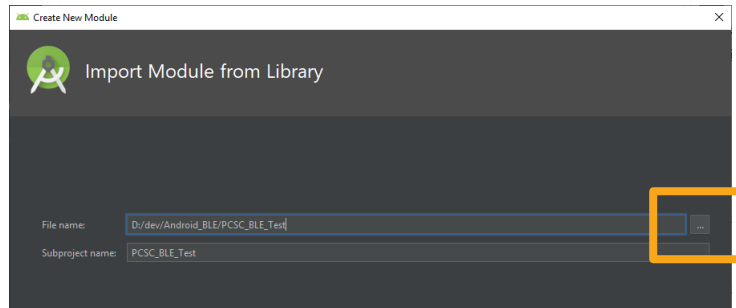 Create New Module
Import Module from Library
File name: D:/dev/Android_BLE/PCSC_BLE_Test ...
Subproject name: PCSC_BLE_Test